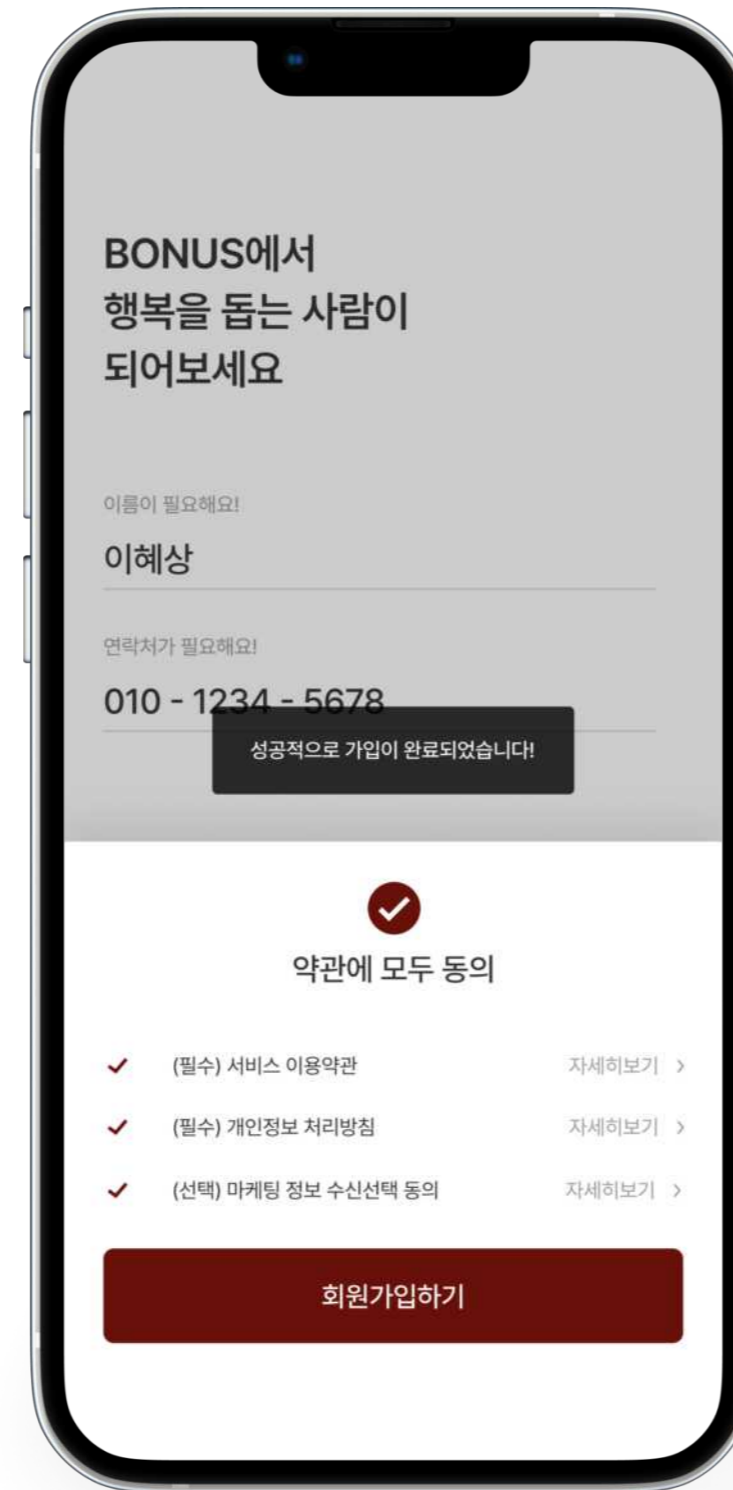 BONUS에서
행복을 돕는 사람이
되어보세요
이름이 필요해요!
이혜상
연락처가 필요해요!
010 - 1234 - 5678
성공적으로 가입이 완료되었습니다!
약관에 모두 동의
(필수) 서비스 이용약관 자세히보기 >
(필수) 개인정보 처리방침 자세히보기 >
(선택) 마케팅 정보 수신선택 동의 자세히보기 >
회원가입하기